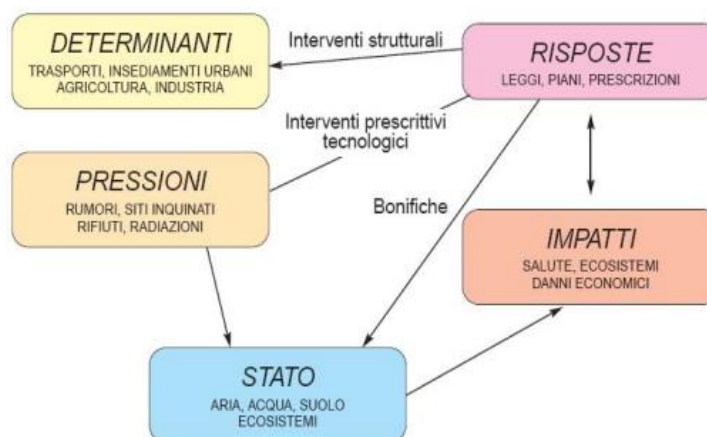 DETERMINANTI
TRASPORTI, INSEDIAMENTI URBANI
AGRICOLTURA, INDUSTRIA
Interventi strutturali
RISPOSTE
LEGGI, PIANI, PRESCRIZIONI
Interventi prescrittivi
tecnologici
PRESSIONI
RUMORI, SITI INQUINATI
RIFIUTI, RADIAZIONI
Bonifiche
IMPATTI
SALUTE, ECOSISTEMI
DANNI ECONOMICI
STATO
ARIA, ACQUA, SUOLO
ECOSISTEMI